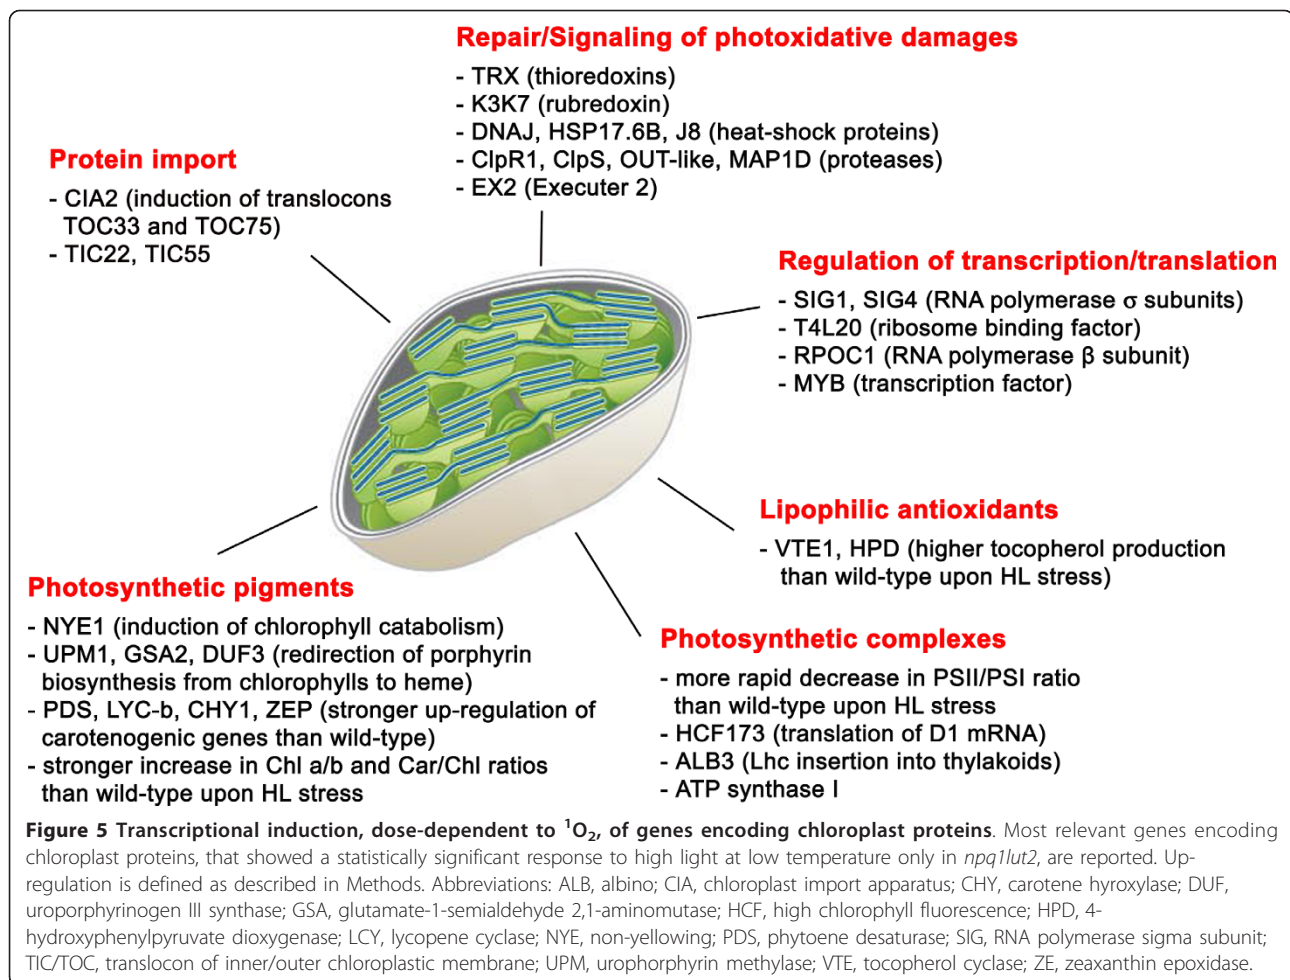 Repair/Signaling of photoxidative damages
- TRX (thioredoxins)
- K3K7 (rubredoxin)
- DNAJ, HSP17.6B, J8 (heat-shock proteins)
- ClpR1, ClpS, OUT-like, MAP1D (proteases)
- EX2 (Executer 2)
Protein import
- CIA2 (induction of translocons
TOC33 and TOC75)
- TIC22, TIC55
Regulation of transcription/translation
- SIG1, SIG4 (RNA polymerase σ subunits)
- T4L20 (ribosome binding factor)
- RPOC1 (RNA polymerase β subunit)
- MYB (transcription factor)
Lipophilic antioxidants
- VTE1, HPD (higher tocopherol production
than wild-type upon HL stress)
Photosynthetic pigments
- NYE1 (induction of chlorophyll catabolism)
- UPM1, GSA2, DUF3 (redirection of porphyrin
biosynthesis from chlorophylls to heme)
- PDS, LYC-b, CHY1, ZEP (stronger up-regulation of
carotenogenic genes than wild-type)
- stronger increase in Chl a/b and Car/Chl ratios
than wild-type upon HL stress
Photosynthetic complexes
- more rapid decrease in PSII/PSI ratio
than wild-type upon HL stress
- HCF173 (translation of D1 mRNA)
- ALB3 (Lhc insertion into thylakoids)
- ATP synthase I
Figure 5 Transcriptional induction, dose-dependent to ¹O₂, of genes encoding chloroplast proteins. Most relevant genes encoding
chloroplast proteins, that showed a statistically significant response to high light at low temperature only in npq1lut2, are reported. Up-
regulation is defined as described in Methods. Abbreviations: ALB, albino; CIA, chloroplast import apparatus; CHY, carotene hyroxylase; DUF,
uroporphyrinogen III synthase; GSA, glutamate-1-semialdehyde 2,1-aminomutase; HCF, high chlorophyll fluorescence; HPD, 4-
hydroxyphenylpyruvate dioxygenase; LCY, lycopene cyclase; NYE, non-yellowing; PDS, phytoene desaturase; SIG, RNA polymerase sigma subunit;
TIC/TOC, translocon of inner/outer chloroplastic membrane; UPM, urophorphyrin methylase; VTE, tocopherol cyclase; ZE, zeaxanthin epoxidase.